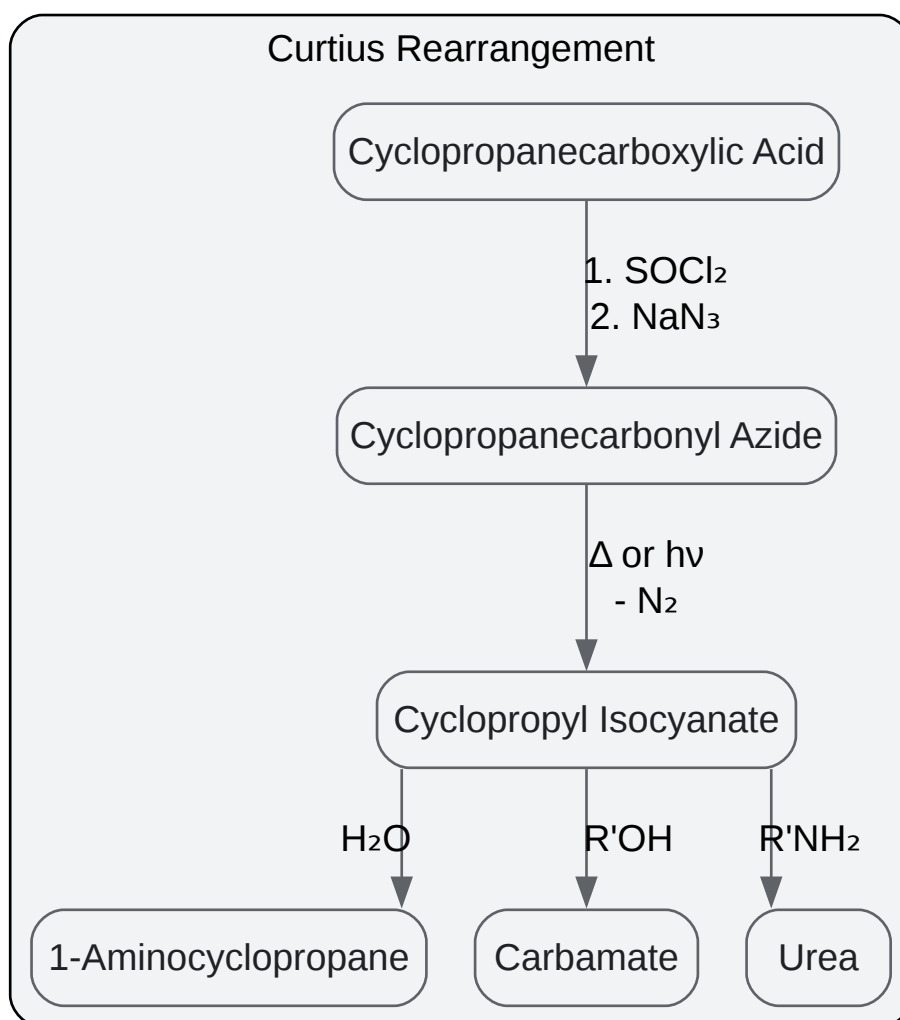 Curtius Rearrangement
Cyclopropanecarboxylic Acid
1. SOCl₂
2. NaN₃
Cyclopropanecarbonyl Azide
Δ or hν
- N₂
Cyclopropyl Isocyanate
H₂O
R'OH
R'NH₂
1-Aminocyclopropane
Carbamate
Urea